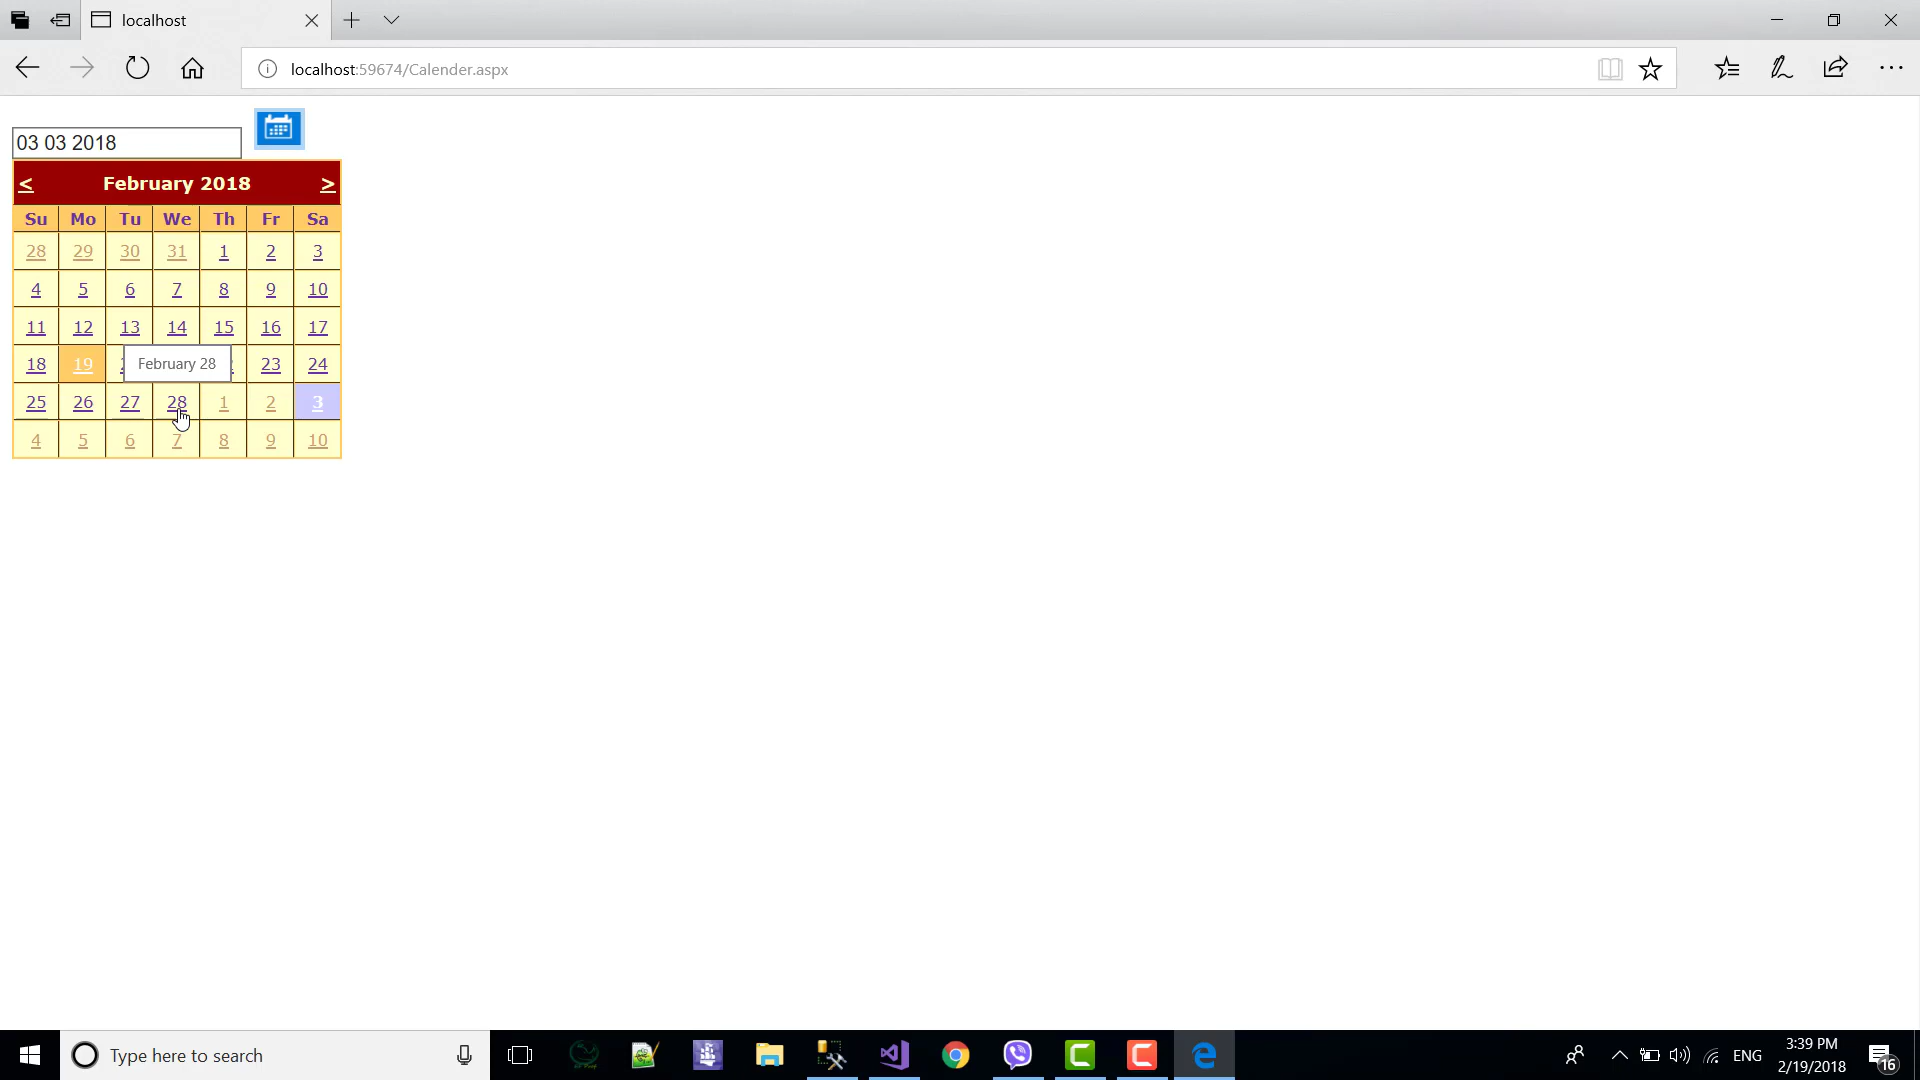 localhost
localhost:59674/Calender.aspx
03 03 2018
< February 2018 >
Su Mo Tu We Th Fr Sa
28 29 30 31 1 2 3
4 5 6 7 8 9 10
11 12 13 14 15 16 17
18 19 February 28 23 24
25 26 27 28 1 2 3
4 5 6 7 8 9 10
Type here to search
ENG
3:39 PM
2/19/2018
16